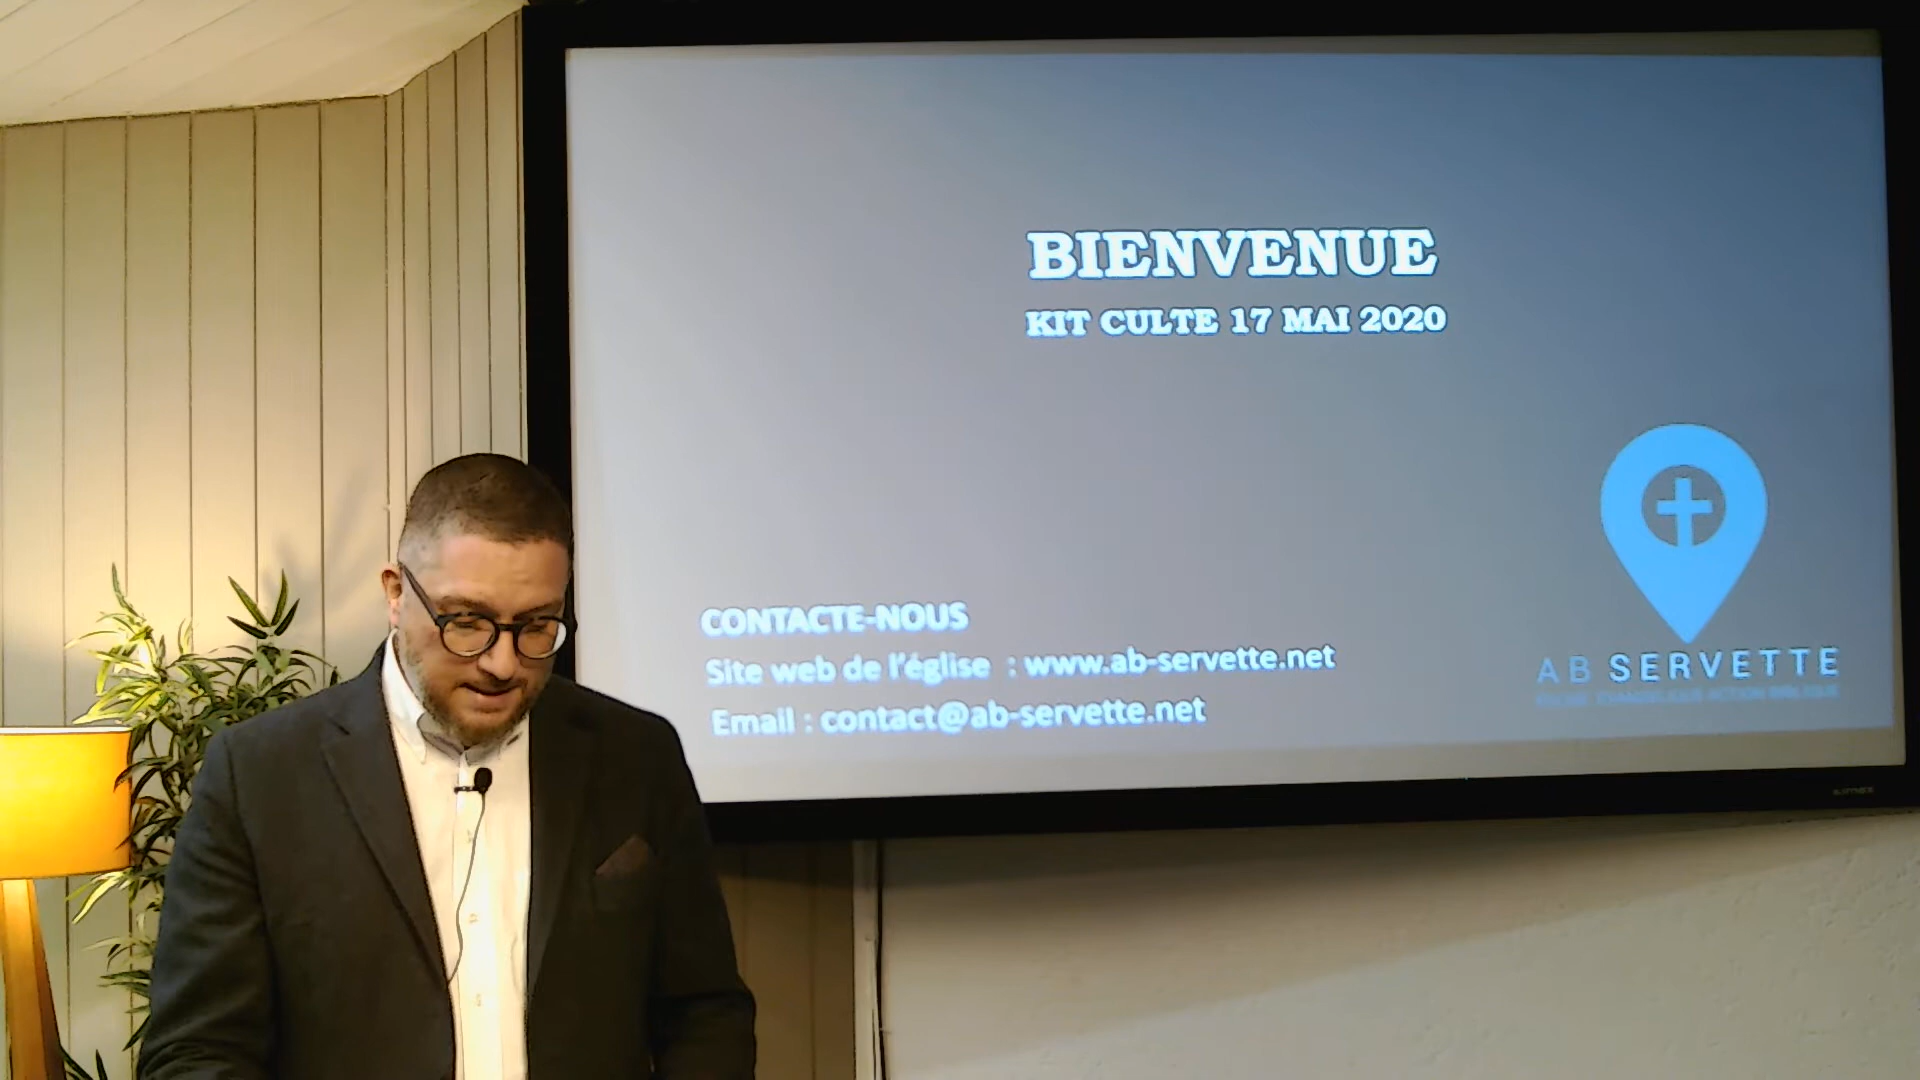 BIENVENUE
KIT CULTE 17 MAI 2020
CONTACTE-NOUS
Site web de l'église : www.ab-servette.net
Email : contact@ab-servette.net
AB SERVETTE